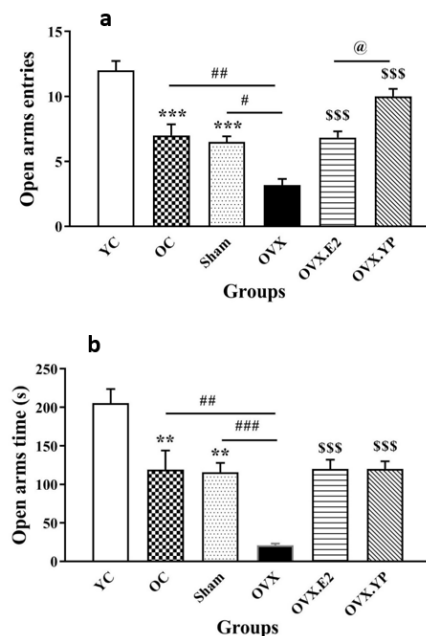 a
Open arms entries
15
10
5
0
***
***
##
#
$$$
@
$$$
YC
OC
Sham
OVX
OVX.E2
OVX.YP
Groups
b
Open arms time (s)
250
200
150
100
50
0
**
**
##
###
$$$
$$$
YC
OC
Sham
OVX
OVX.E2
OVX.YP
Groups